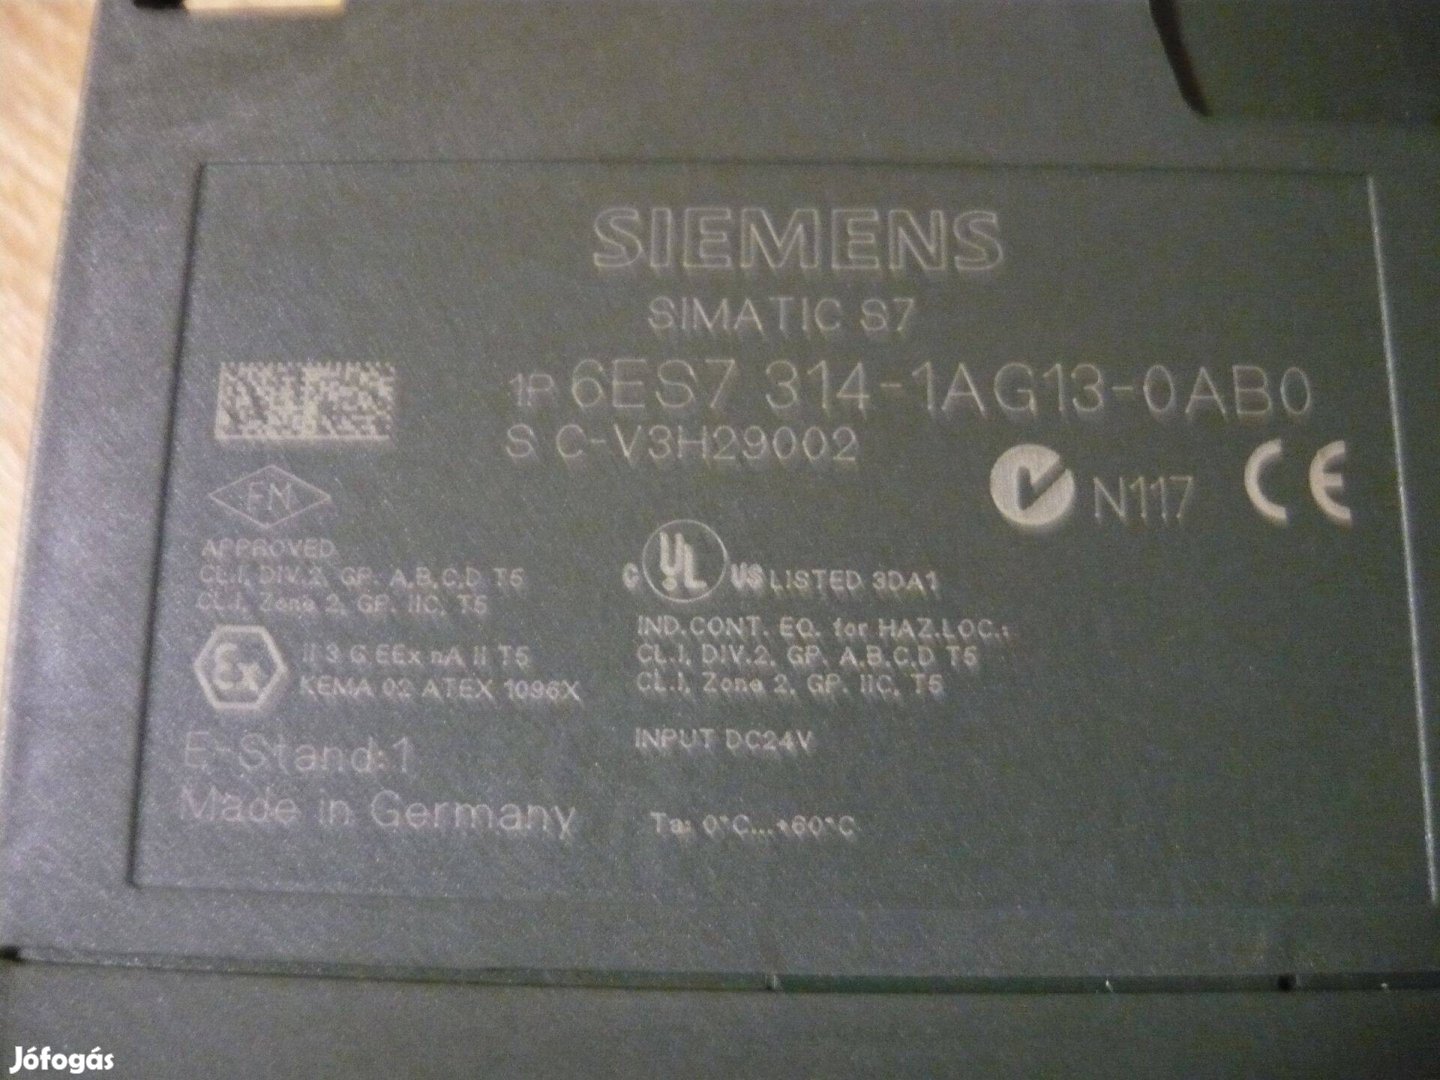 SIEMENS
SIMATIC S7
1P 6ES7 314-1AG13-0AB0
S C-V3H29002
N117 CE
FM
APPROVED
CL.I, DIV.2, GP. A,B,C,D T5
CL.I, Zone 2, GP. IIC, T5
Ex II 3 G EEx nA II T5
KEMA 02 ATEX 1096X
C UL US LISTED 3DA1
IND.CONT. EQ. for HAZ.LOC.:
CL.I, DIV.2, GP. A,B,C,D T5
CL.I, Zone 2, GP. IIC, T5
INPUT DC24V
E-Stand:1
Made in Germany
Ta: 0°C...+60°C
Jófogás